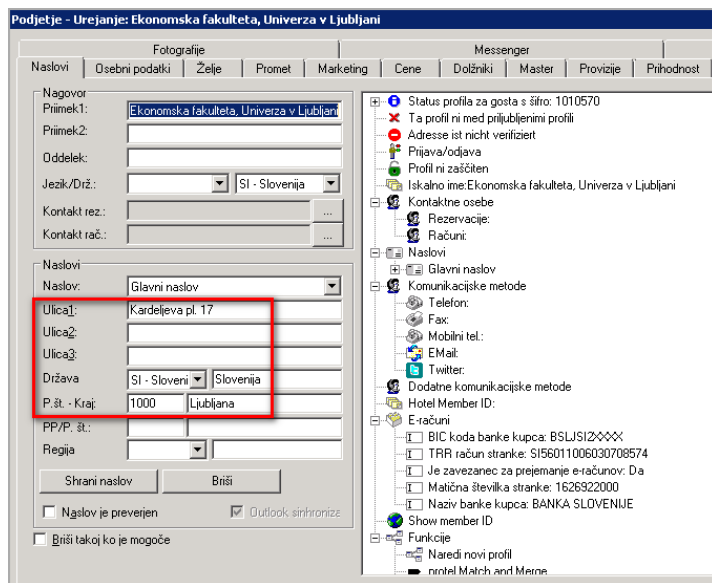 Podjetje - Urejanje: Ekonomska fakulteta, Univerza v Ljubljani
Fotografije
Messenger
Naslovi
Osebni podatki
Želje
Promet
Marketing
Cene
Dolžniki
Master
Provizije
Prihodnost
Nagovor
Priimek1:
Ekonomska fakulteta, Univerza v Ljubljani
Priimek2:
Oddelek:
Jezik/Drž.:
SI - Slovenija
Kontakt rez.:
...
Kontakt rač.:
...
Naslovi
Naslov:
Glavni naslov
Ulica1:
Kardeljeva pl. 17
Ulica2:
Ulica3:
Država
SI - Sloveni
Slovenija
P.št. - Kraj:
1000
Ljubljana
PP/P. št.:
Regija
Shrani naslov
Briši
Naslov je preverjen
Outlook sinhroniza
Briši takoj ko je mogoče
Status profila za gosta s šifro: 1010570
Ta profil ni med priljubljenimi profili
Adresse ist nicht verifiziert
Prijava/odjava
Profil ni zaščiten
Iskalno ime:Ekonomska fakulteta, Univerza v Ljubljani
Kontaktne osebe
Rezervacije:
Računi:
Naslovi
Glavni naslov
Komunikacijske metode
Telefon:
Fax:
Mobilni tel.:
EMail:
Twitter:
Dodatne komunikacijske metode
Hotel Member ID:
E-računi
BIC koda banke kupca: BSLJSI2XXXX
TRR račun stranke: SI56011006030708574
Je zavezanec za prejemanje e-računov: Da
Matična številka stranke: 1626922000
Naziv banke kupca: BANKA SLOVENIJE
Show member ID
Funkcije
Naredi novi profil
protel Match and Merge